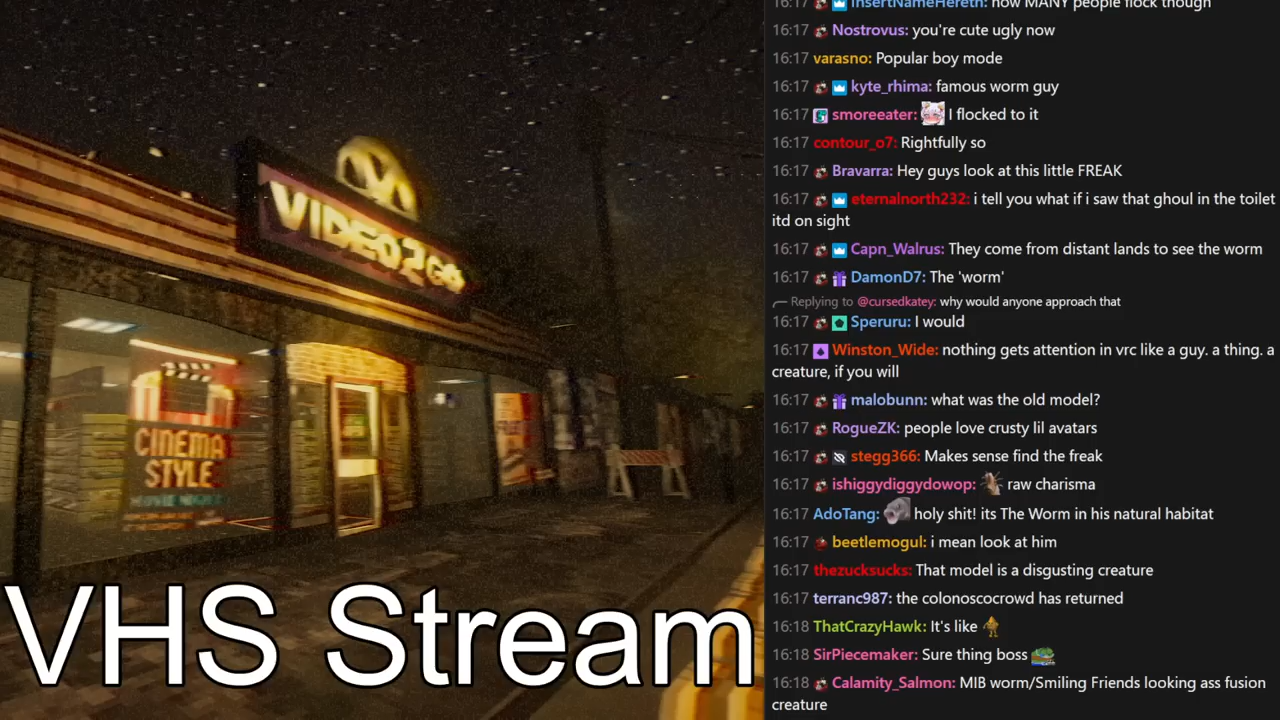 VIDEO2GO
CINEMA
STYLE
VHS Stream
16:17 InsertNameHereth: how MANY people flock though
16:17 Nostrovus: you're cute ugly now
varasno: Popular boy mode
16:17 kyte_rhima: famous worm guy
16:17 smoreeater: I flocked to it
16:17 contour_o7: Rightfully so
16:17 Bravarra: Hey guys look at this little FREAK
16:17 eternalnorth232: i tell you what if i saw that ghoul in the toilet
itd on sight
16:17 Capn_Walrus: They come from distant lands to see the worm
16:17 DamonD7: The 'worm'
Replying to @cursedkatey: why would anyone approach that
16:17 Speruru: I would
16:17 Winston_Wide: nothing gets attention in vrc like a guy. a thing. a
creature, if you will
16:17 malobunn: what was the old model?
16:17 RogueZK: people love crusty lil avatars
16:17 stegg366: Makes sense find the freak
16:17 ishiggydiggydowop: raw charisma
16:17 AdoTang: holy shit! its The Worm in his natural habitat
16:17 beetlemogul: i mean look at him
16:17 thezucksucks: That model is a disgusting creature
16:17 terranc987: the colonoscocrowd has returned
16:18 ThatCrazyHawk: It's like
16:18 SirPiecemaker: Sure thing boss
16:18 Calamity_Salmon: MIB worm/Smiling Friends looking ass fusion
creature